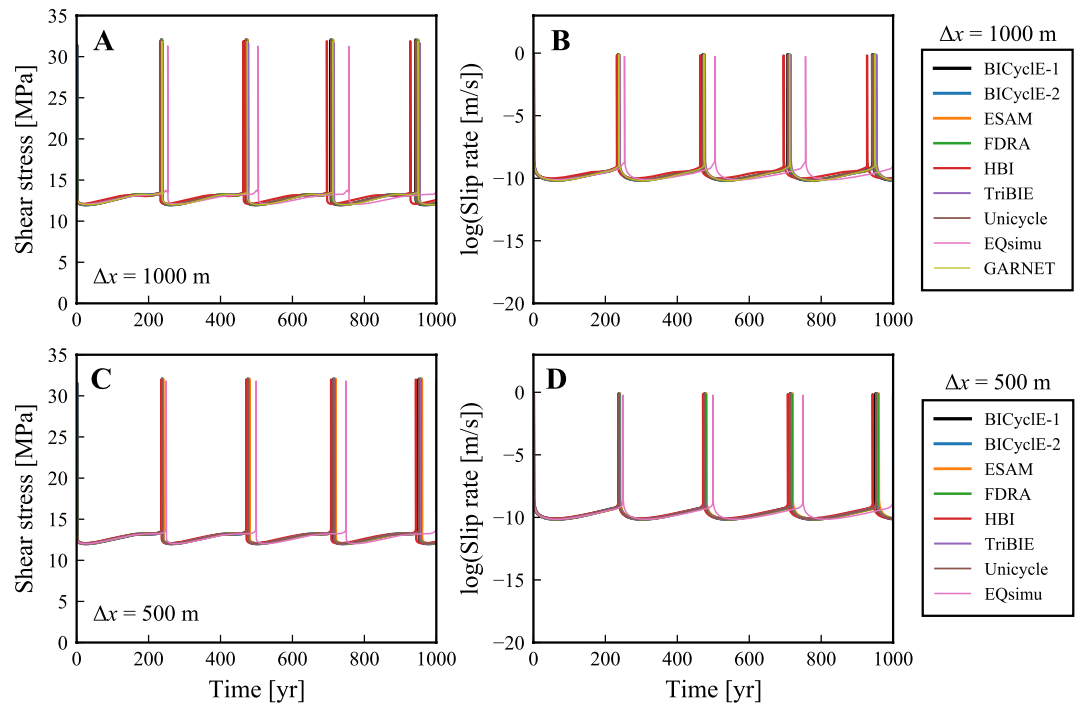 A
Shear stress [MPa]
35
30
25
20
15
10
5
0
Δx = 1000 m
0 200 400 600 800 1000
B
log(Slip rate [m/s])
0
−5
−10
−15
−20
0 200 400 600 800 1000
Δx = 1000 m
BICyclE-1
BICyclE-2
ESAM
FDRA
HBI
TriBIE
Unicycle
EQsimu
GARNET
C
Shear stress [MPa]
35
30
25
20
15
10
5
0
Δx = 500 m
0 200 400 600 800 1000
Time [yr]
D
log(Slip rate [m/s])
0
−5
−10
−15
−20
0 200 400 600 800 1000
Time [yr]
Δx = 500 m
BICyclE-1
BICyclE-2
ESAM
FDRA
HBI
TriBIE
Unicycle
EQsimu